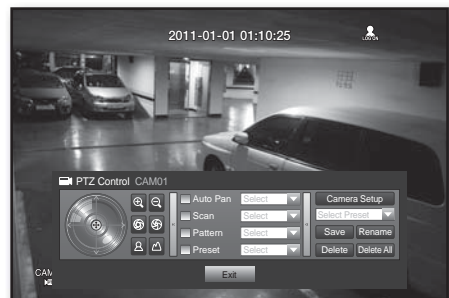 2011-01-01 01:10:25
LOG ON
PTZ Control CAM01
Auto Pan Select
Scan Select
Pattern Select
Preset Select
Camera Setup
Select Preset
Save Rename
Delete Delete All
CAM
Exit